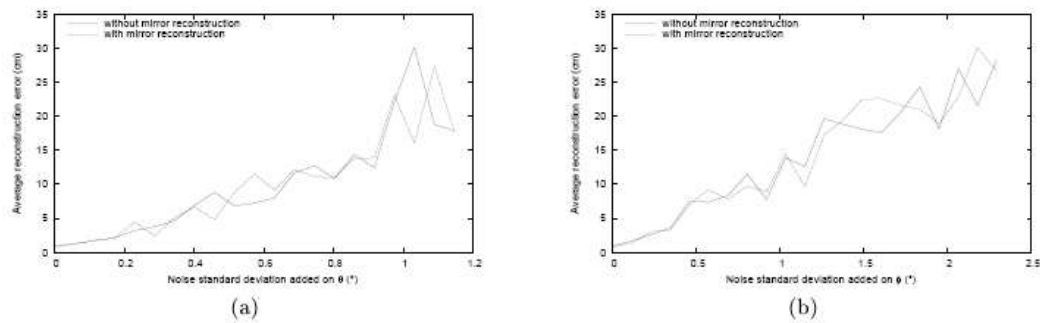 without mirror reconstruction
with mirror reconstruction
Average reconstruction error (cm)
35
30
25
20
15
10
5
0
0 0.2 0.4 0.6 0.8 1 1.2
Noise standard deviation added on θ (°)
(a)
without mirror reconstruction
with mirror reconstruction
Average reconstruction error (cm)
35
30
25
20
15
10
5
0
0 0.5 1 1.5 2 2.5
Noise standard deviation added on φ (°)
(b)